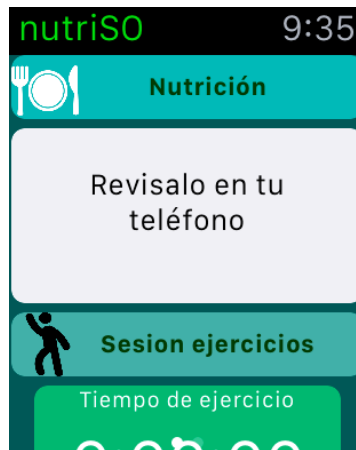 nutriSO 9:35
Nutrición
Revisalo en tu
teléfono
Sesion ejercicios
Tiempo de ejercicio